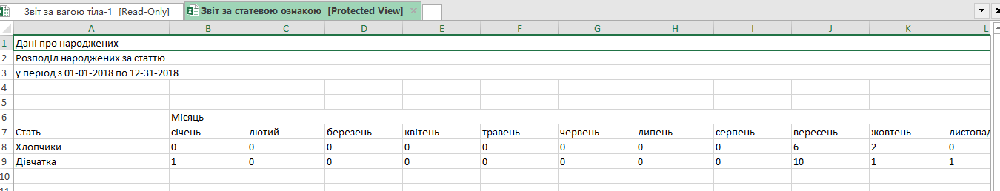 Звіт за вагою тіла-1 [Read-Only] Звіт за статевою ознакою [Protected View]
A B C D E F G H I J K L
1 Дані про народжених
2 Розподіл народжених за статтю
3 у період з 01-01-2018 по 12-31-2018
4
5
6 Місяць
7 Стать січень лютий березень квітень травень червень липень серпень вересень жовтень листопад
8 Хлопчики 0 0 0 0 0 0 0 0 6 2 0
9 Дівчатка 1 0 0 0 0 0 0 0 10 1 1
10